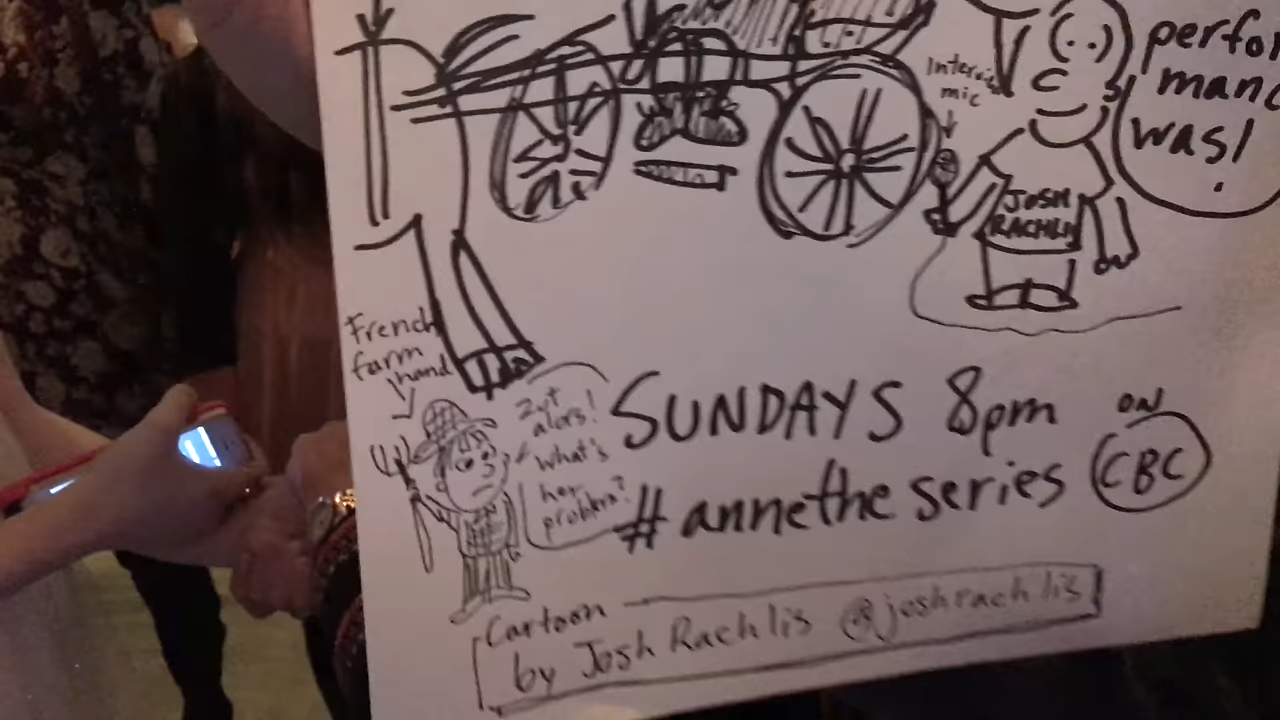 perfor
manc
was!
Intervie
mic
JOSH
RACHLIS
French
farm
hand
Zut
alors!
what's
her
problem?
SUNDAYS 8pm ON
#annetheseries CBC
Cartoon
by Josh Rachlis @joshrachlis